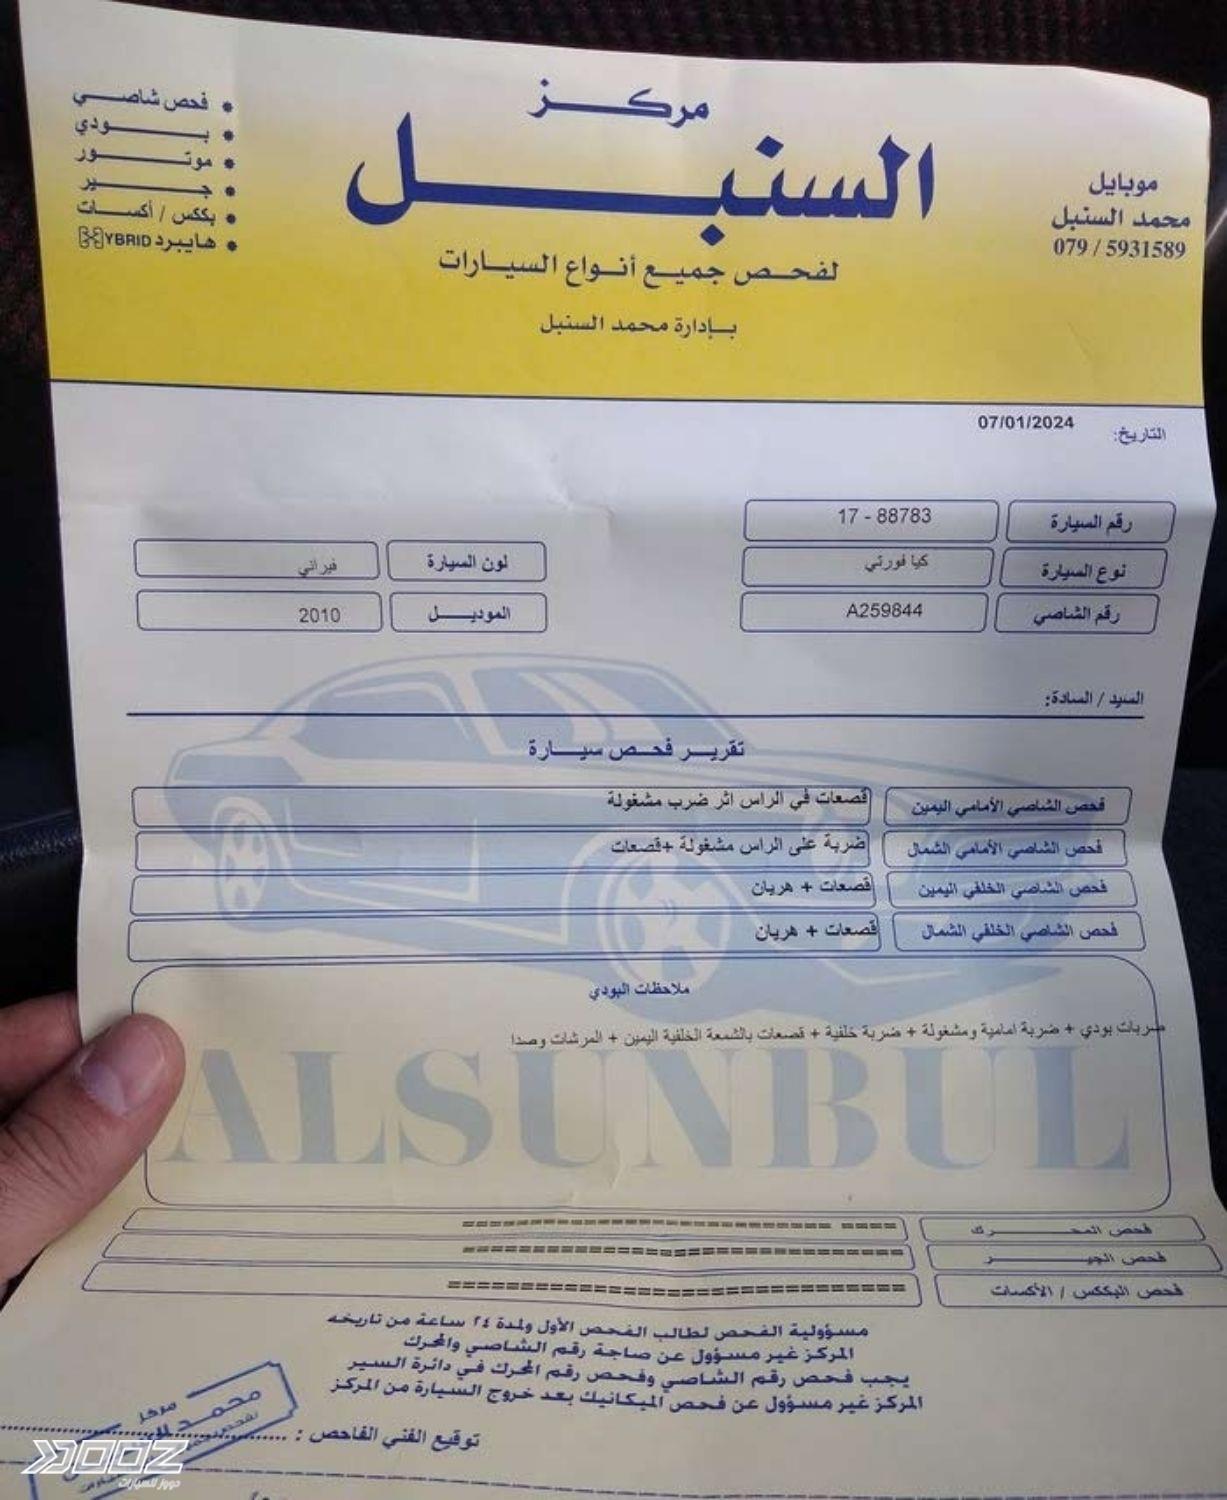 مركز
السنبل
لفحص جميع أنواع السيارات
بإدارة محمد السنبل
موبايل
محمد السنبل
079 / 5931589
• فحص شاصي
• بودي
• موتور
• جير
• بككس / أكسات
• هايبرد HYBRID
التاريخ: 07/01/2024
رقم السيارة 17 - 88783
نوع السيارة كيا فورتي لون السيارة فيراني
رقم الشاصي A259844 الموديل 2010
السيد / السادة:
تقرير فحص سيارة
فحص الشاصي الأمامي اليمين قصعات في الراس اثر ضرب مشغولة
فحص الشاصي الأمامي الشمال ضربة على الراس مشغولة +قصعات
فحص الشاصي الخلفي اليمين قصعات + هريان
فحص الشاصي الخلفي الشمال قصعات + هريان
ملاحظات البودي
ضربات بودي + ضربة امامية ومشغولة + ضربة خلفية + قصعات بالشمعة الخلفية اليمين + المرشات وصدا
ALSUNBUL
فحص المحرك
فحص الجير
فحص البككس / الأكسات
مسؤولية الفحص لطالب الفحص الأول ولمدة ٢٤ ساعة من تاريخه
المركز غير مسؤول عن صاجة رقم الشاصي والمحرك
يجب فحص رقم الشاصي وفحص رقم المحرك في دائرة السير
المركز غير مسؤول عن فحص الميكانيك بعد خروج السيارة من المركز
توقيع الفني الفاحص :
مركز
DOOZ
دووز للسيارات